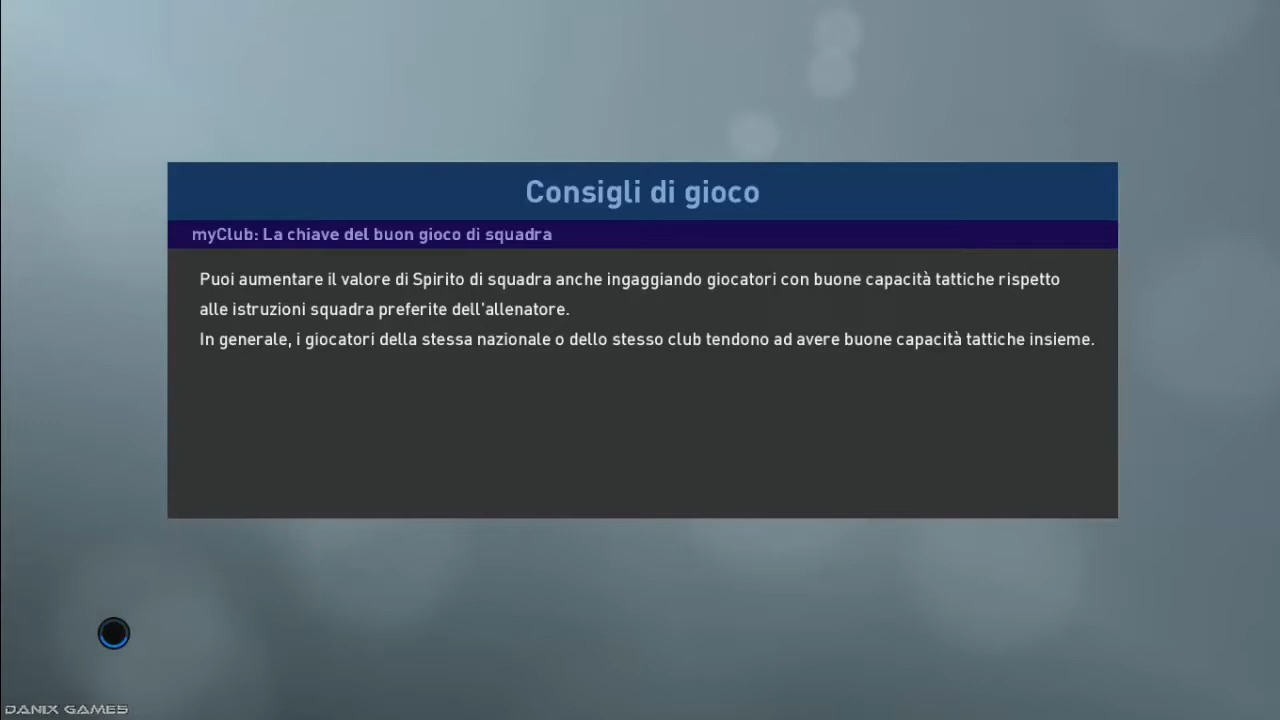 Consigli di gioco
myClub: La chiave del buon gioco di squadra
Puoi aumentare il valore di Spirito di squadra anche ingaggiando giocatori con buone capacità tattiche rispetto
alle istruzioni squadra preferite dell'allenatore.
In generale, i giocatori della stessa nazionale o dello stesso club tendono ad avere buone capacità tattiche insieme.
DANIX GAMES